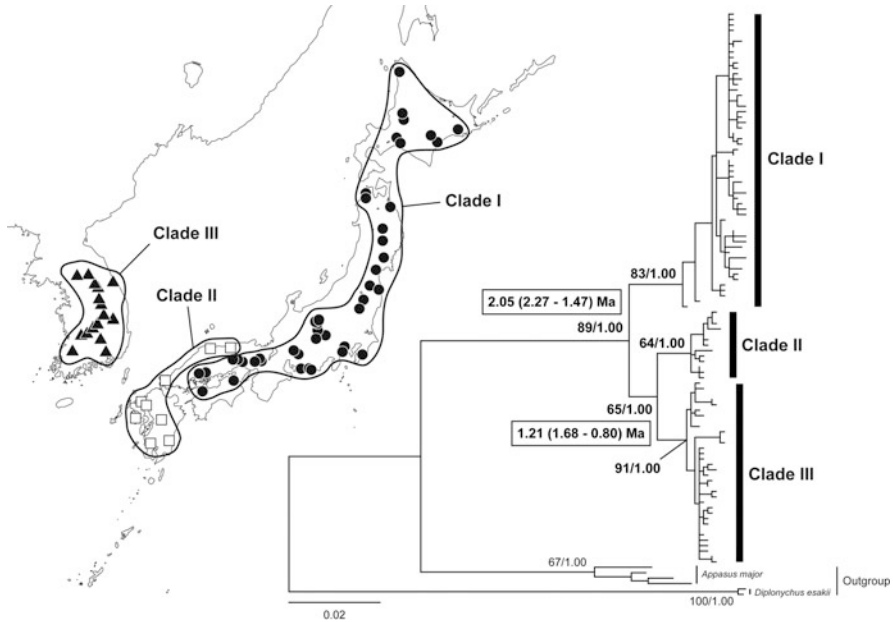 Clade I
Clade III
Clade II
Clade I
83/1.00
2.05 (2.27 - 1.47) Ma
89/1.00
64/1.00
Clade II
65/1.00
1.21 (1.68 - 0.80) Ma
91/1.00
Clade III
67/1.00
Appasus major
Outgroup
Diplonychus esakii
100/1.00
0.02